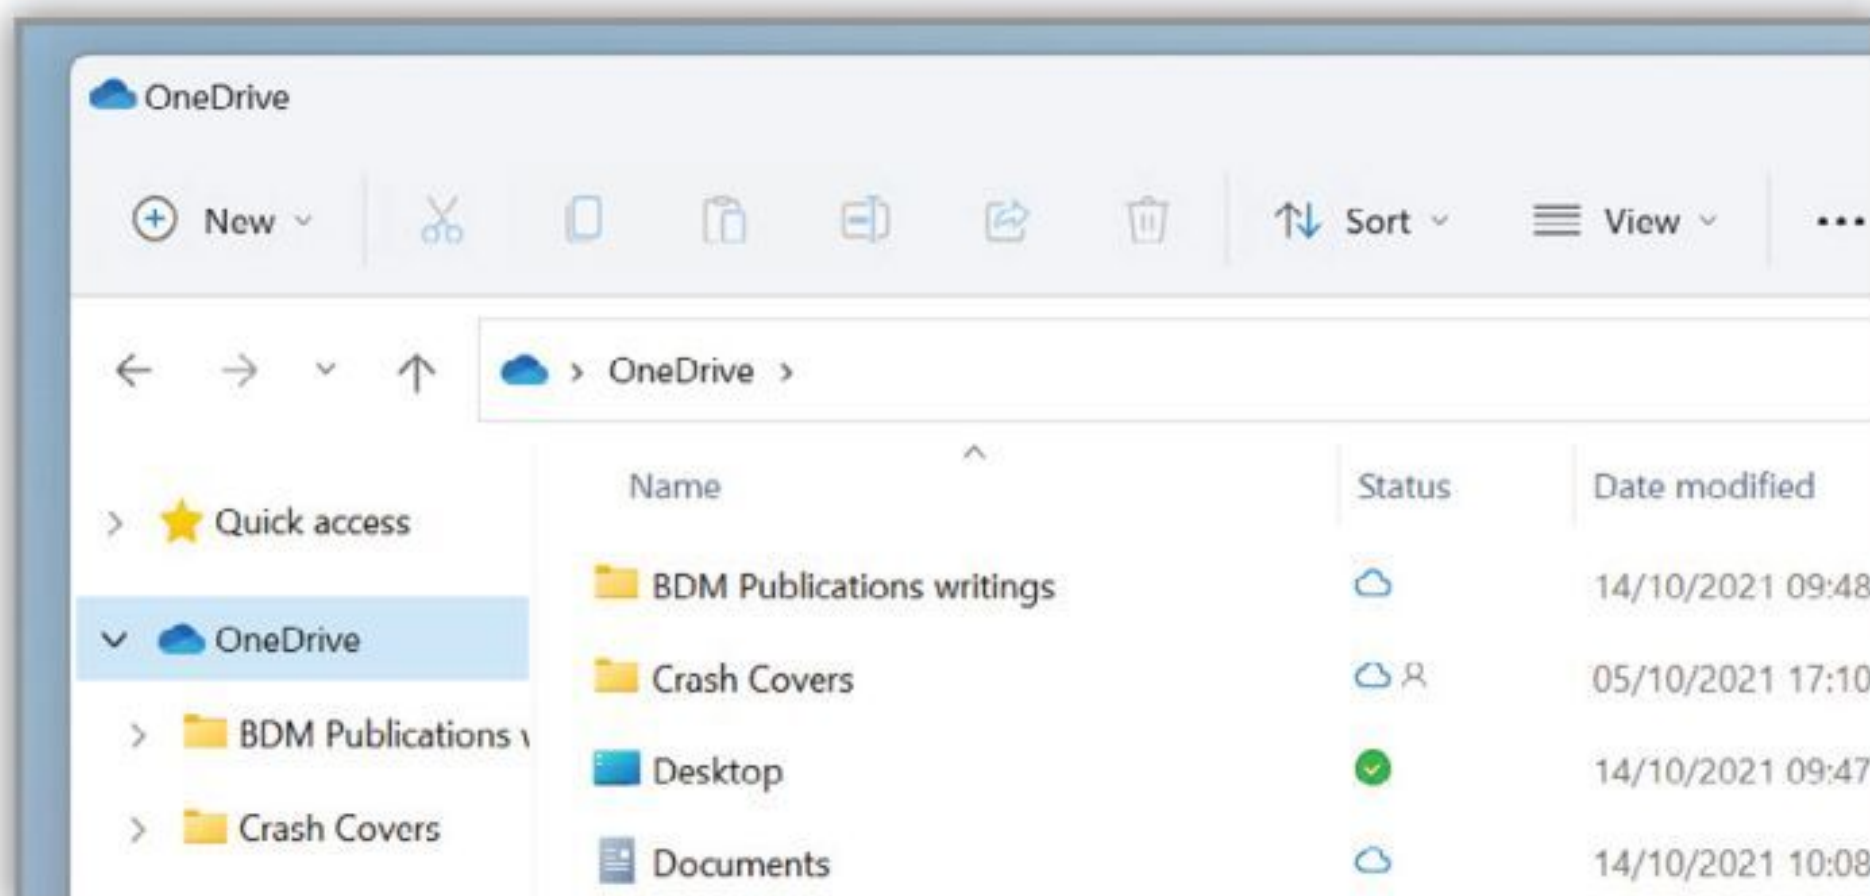 OneDrive
New Sort View
OneDrive
Name Status Date modified
Quick access
BDM Publications writings 14/10/2021 09:48
OneDrive
Crash Covers 05/10/2021 17:10
BDM Publications
Desktop 14/10/2021 09:47
Crash Covers
Documents 14/10/2021 10:08